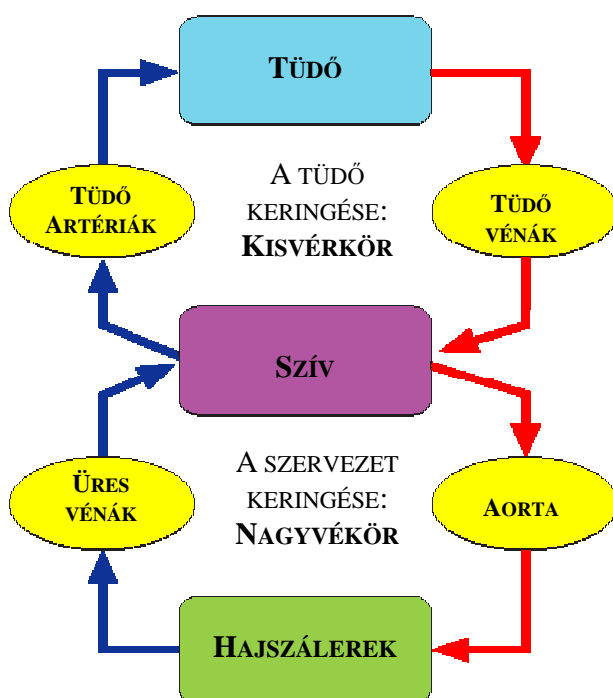 TÜDŐ
TÜDŐ
ARTÉRIÁK
A TÜDŐ
KERINGÉSE:
KISVÉRKÖR
TÜDŐ
VÉNÁK
SZÍV
ÜRES
VÉNÁK
A SZERVEZET
KERINGÉSE:
NAGYVÉKÖR
AORTA
HAJSZÁLEREK